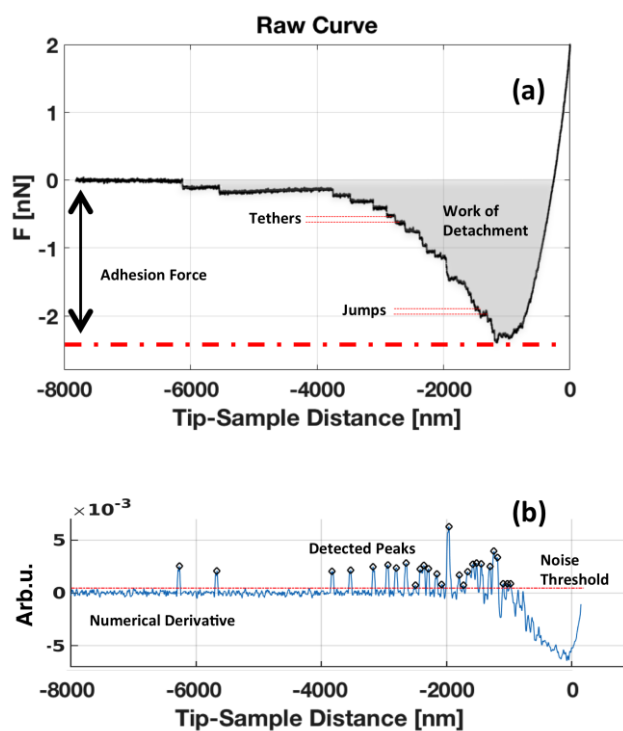 Raw Curve
2
(a)
1
0
F [nN]
Tethers
Work of
Detachment
-1
Adhesion Force
Jumps
-2
-8000 -6000 -4000 -2000 0
Tip-Sample Distance [nm]
×10⁻³
(b)
5
Detected Peaks
Noise
Threshold
Arb.u.
0
Numerical Derivative
-5
-8000 -6000 -4000 -2000 0
Tip-Sample Distance [nm]